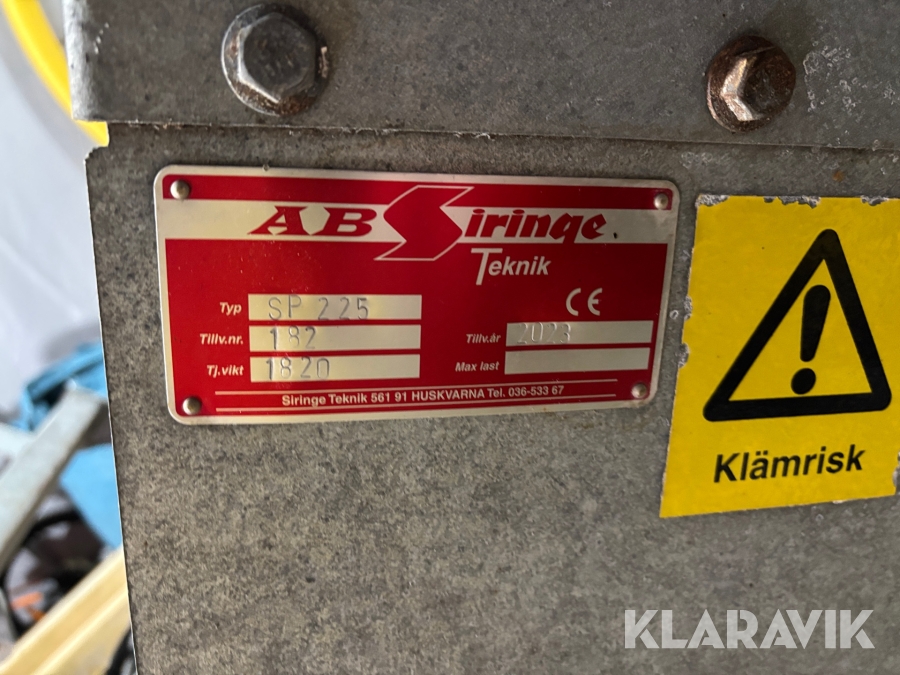 AB Siringe
Teknik
Typ SP 225
CE
Tillv.nr. 182
Tillv.år 2023
Tj.vikt 1820
Max last
Siringe Teknik 561 91 HUSKVARNA Tel. 036-533 67
Klämrisk
KLARAVIK